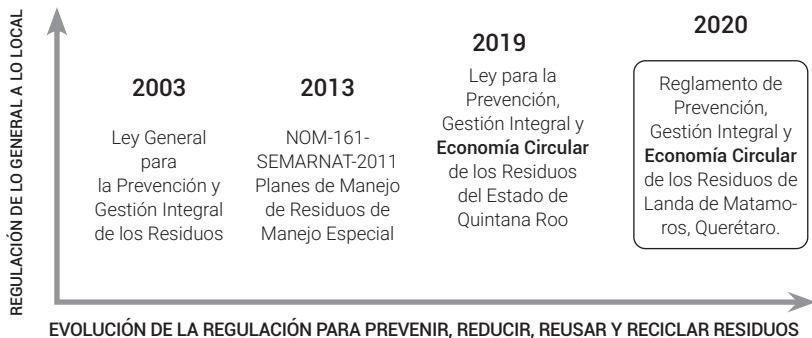 REGULACIÓN DE LO GENERAL A LO LOCAL
2003
Ley General
para
la Prevención y
Gestión Integral
de los Residuos
2013
NOM-161-
SEMARNAT-2011
Planes de Manejo
de Residuos de
Manejo Especial
2019
Ley para la
Prevención,
Gestión Integral y
Economía Circular
de los Residuos
del Estado de
Quintana Roo
2020
Reglamento de
Prevención,
Gestión Integral y
Economía Circular
de los Residuos de
Landa de Matamo-
ros, Querétaro.
EVOLUCIÓN DE LA REGULACIÓN PARA PREVENIR, REDUCIR, REUSAR Y RECICLAR RESIDUOS